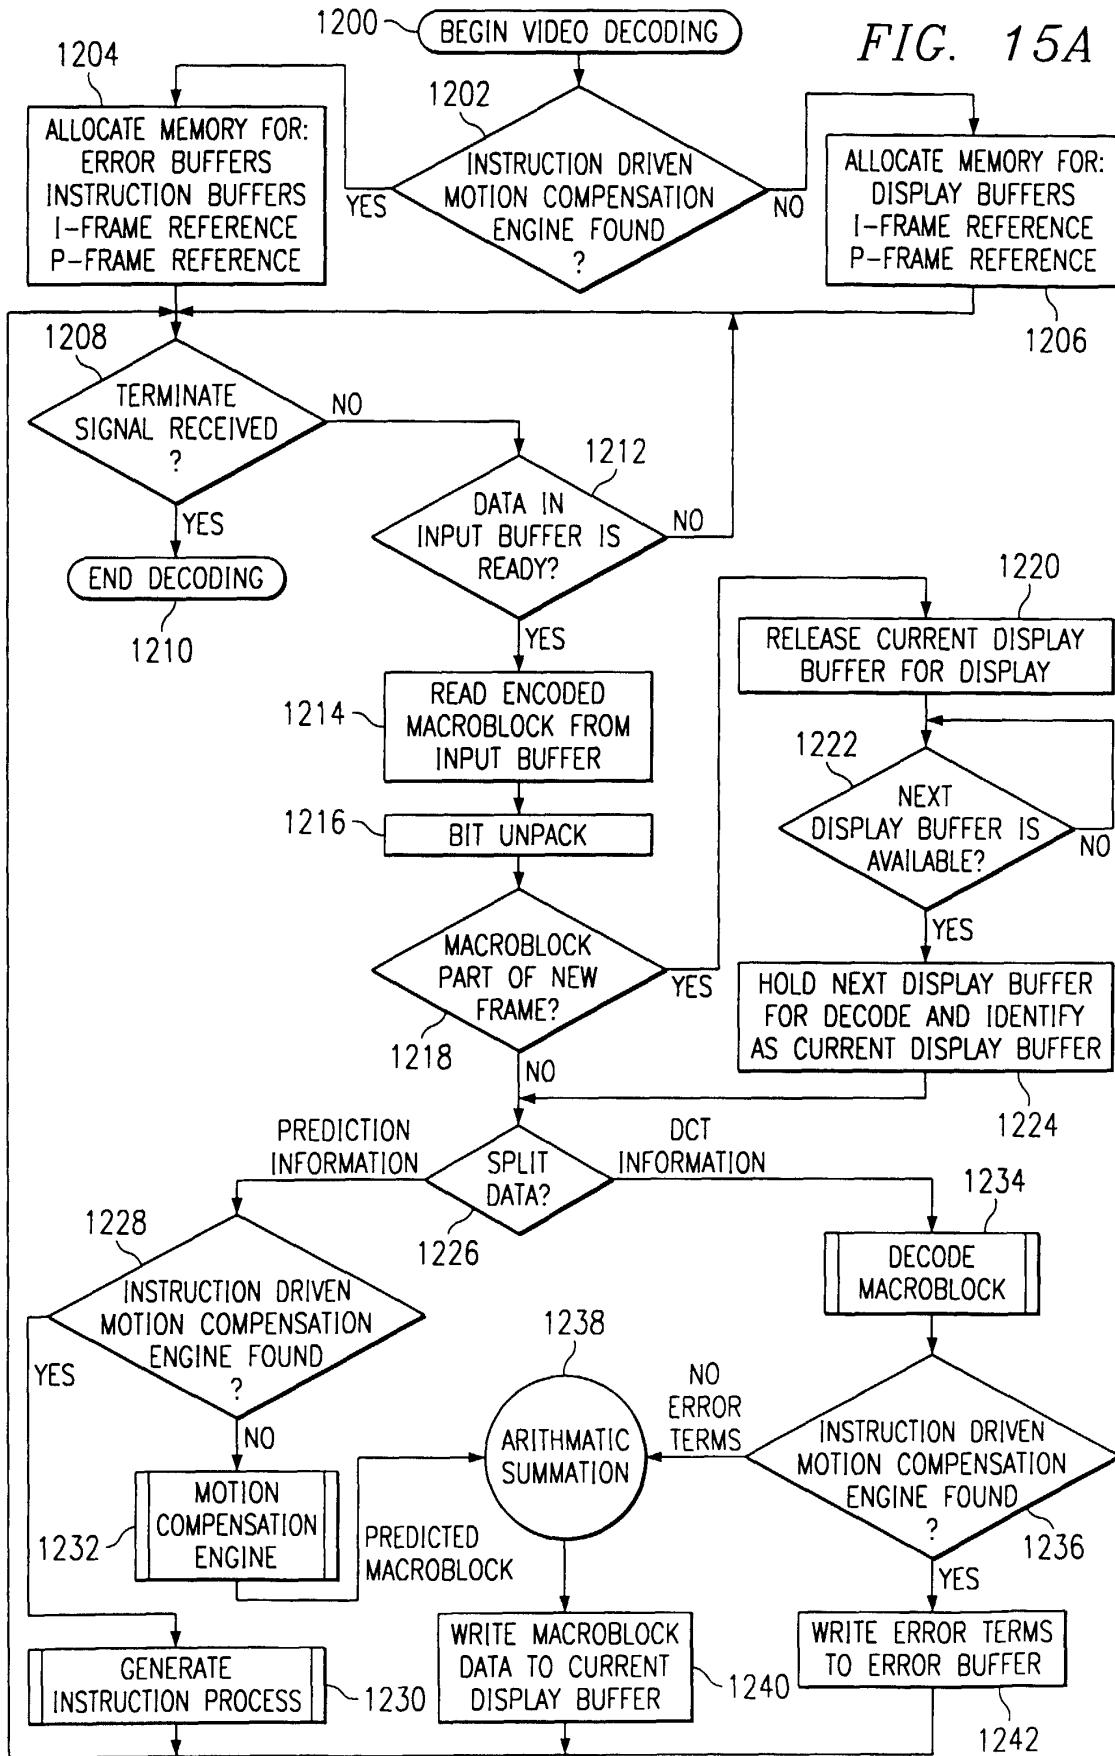 FIG. 15A
1200
BEGIN VIDEO DECODING
1204
ALLOCATE MEMORY FOR:
ERROR BUFFERS
INSTRUCTION BUFFERS
I-FRAME REFERENCE
P-FRAME REFERENCE
1202
INSTRUCTION DRIVEN
MOTION COMPENSATION
ENGINE FOUND
?
YES
NO
ALLOCATE MEMORY FOR:
DISPLAY BUFFERS
I-FRAME REFERENCE
P-FRAME REFERENCE
1206
1208
TERMINATE
SIGNAL RECEIVED
?
NO
YES
END DECODING
1210
1212
DATA IN
INPUT BUFFER IS
READY?
NO
YES
1214
READ ENCODED
MACROBLOCK FROM
INPUT BUFFER
1216
BIT UNPACK
MACROBLOCK
PART OF NEW
FRAME?
1218
YES
NO
1220
RELEASE CURRENT DISPLAY
BUFFER FOR DISPLAY
1222
NEXT
DISPLAY BUFFER IS
AVAILABLE?
NO
YES
HOLD NEXT DISPLAY BUFFER
FOR DECODE AND IDENTIFY
AS CURRENT DISPLAY BUFFER
1224
PREDICTION
INFORMATION
SPLIT
DATA?
1226
DCT
INFORMATION
1228
INSTRUCTION DRIVEN
MOTION COMPENSATION
ENGINE FOUND
?
YES
NO
1232
MOTION
COMPENSATION
ENGINE
PREDICTED
MACROBLOCK
GENERATE
INSTRUCTION PROCESS
1230
1234
DECODE
MACROBLOCK
1238
ARITHMATIC
SUMMATION
NO
ERROR
TERMS
INSTRUCTION DRIVEN
MOTION COMPENSATION
ENGINE FOUND
?
1236
YES
WRITE MACROBLOCK
DATA TO CURRENT
DISPLAY BUFFER
1240
WRITE ERROR TERMS
TO ERROR BUFFER
1242